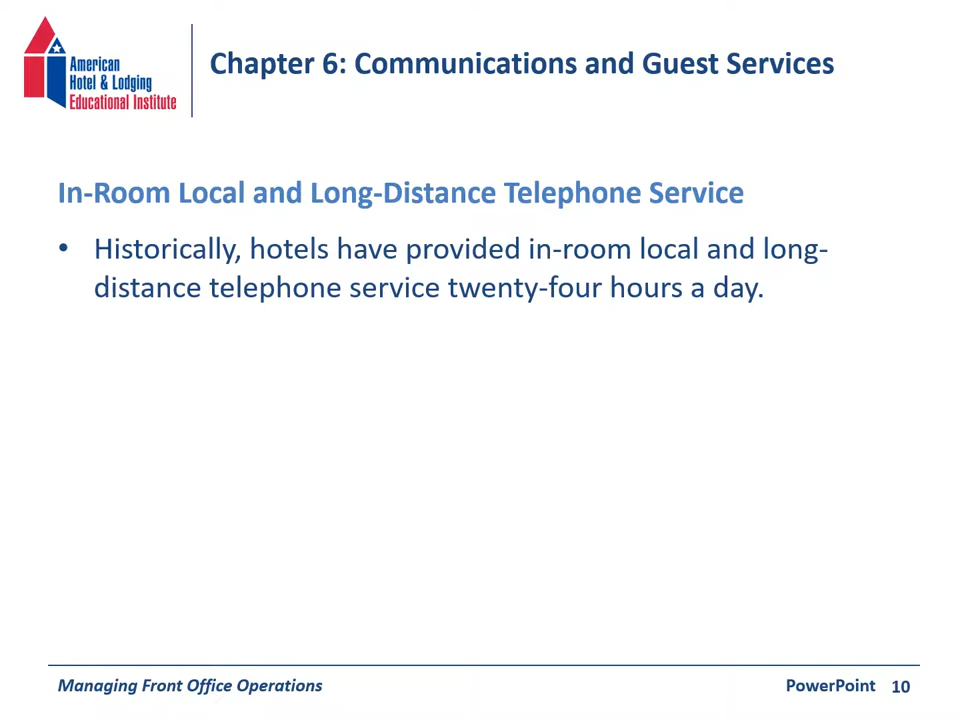 American
Hotel & Lodging
Educational Institute
Chapter 6: Communications and Guest Services
In-Room Local and Long-Distance Telephone Service
• Historically, hotels have provided in-room local and long-
distance telephone service twenty-four hours a day.
Managing Front Office Operations
PowerPoint 10